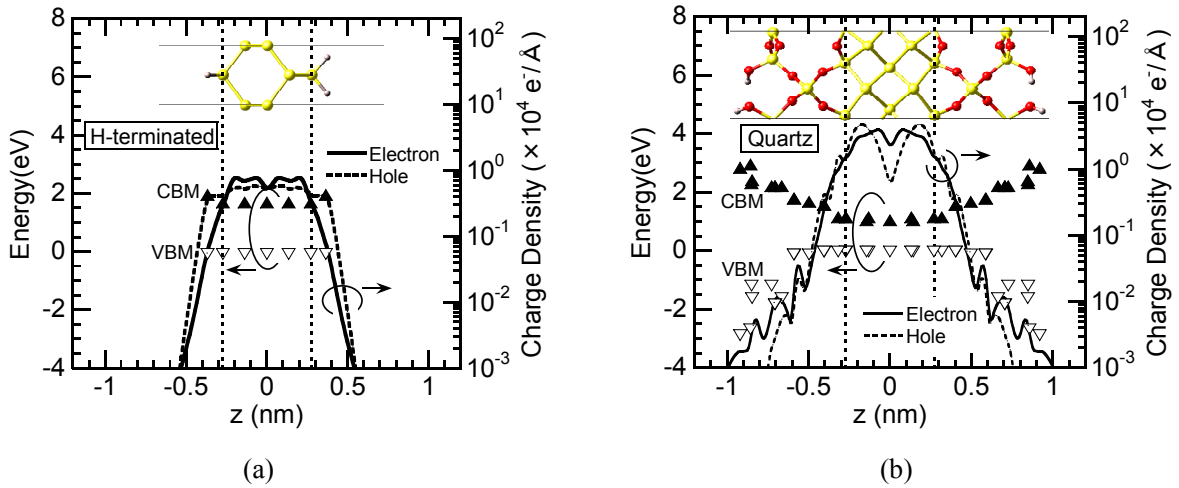 8
6
4
2
0
-2
-4
Energy(eV)
H-terminated
CBM
VBM
Electron
Hole
10²
10¹
10⁰
10⁻¹
10⁻²
10⁻³
Charge Density (×10⁴ e⁻/Å)
-1
-0.5
0
0.5
1
z (nm)
(a)
8
6
4
2
0
-2
-4
Energy(eV)
Quartz
CBM
VBM
Electron
Hole
10²
10¹
10⁰
10⁻¹
10⁻²
10⁻³
Charge Density (×10⁴ e⁻/Å)
-1
-0.5
0
0.5
1
z (nm)
(b)